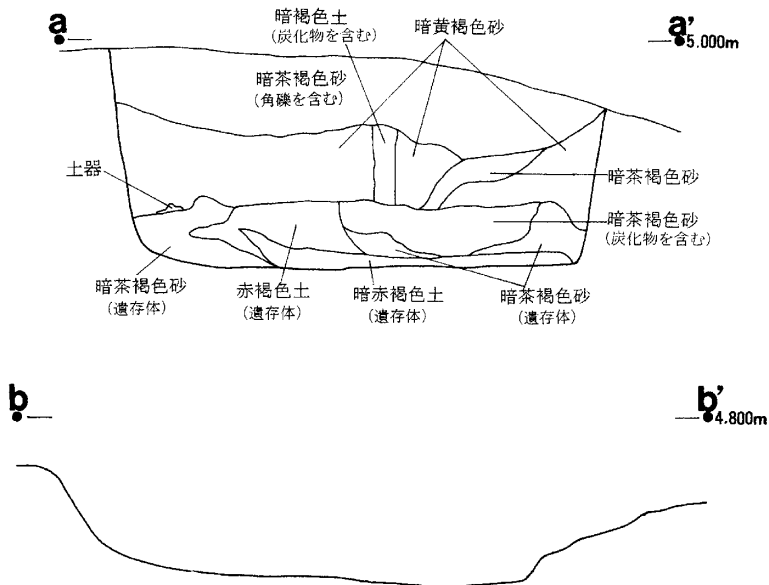 a
a'
5.000m
暗褐色土
(炭化物を含む)
暗黄褐色砂
暗茶褐色砂
(角礫を含む)
土器
暗茶褐色砂
暗茶褐色砂
(炭化物を含む)
暗茶褐色砂
(遺存体)
赤褐色土
(遺存体)
暗赤褐色土
(遺存体)
暗茶褐色砂
(遺存体)
b
b'
4.800m